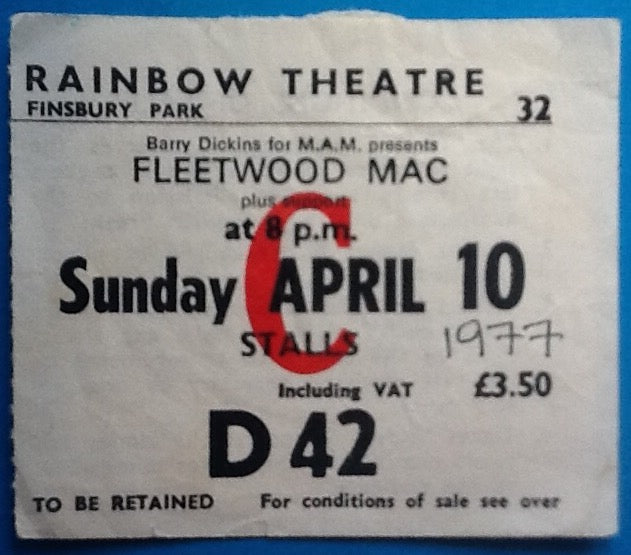 RAINBOW THEATRE
FINSBURY PARK 32
Barry Dickins for M.A.M. presents
FLEETWOOD MAC
plus support
at 8 p.m.
C
Sunday APRIL 10
STALLS 1977
Including VAT £3.50
D 42
TO BE RETAINED For conditions of sale see over